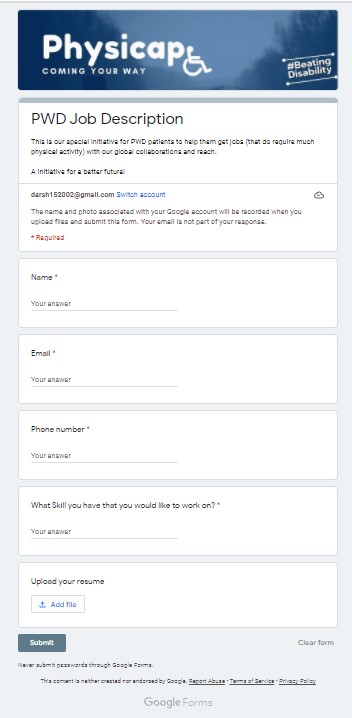 Physicap
COMING YOUR WAY
#Beating
Disability
PWD Job Description
This is our special initiative for PWD patients to help them get jobs (that do require much
physical activity) with our global collaborations and reach.
A initiative for a better future!
darsh152002@gmail.com Switch account
The name and photo associated with your Google account will be recorded when you
upload files and submit this form. Your email is not part of your response.
* Required
Name *
Your answer
Email *
Your answer
Phone number *
Your answer
What Skill you have that you would like to work on? *
Your answer
Upload your resume
Add file
Submit
Clear form
Never submit passwords through Google Forms.
This content is neither created nor endorsed by Google. Report Abuse - Terms of Service - Privacy Policy
Google Forms